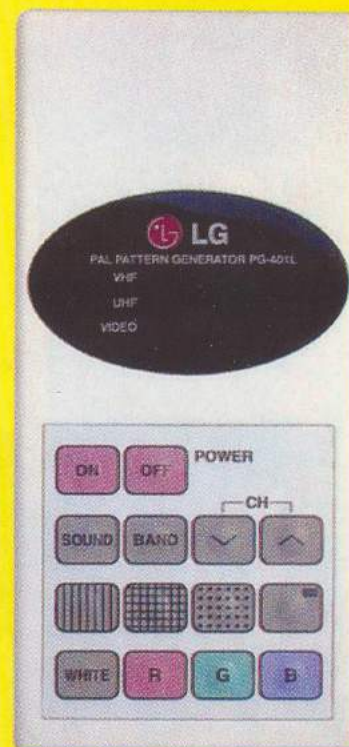 LG
PAL PATTERN GENERATOR PG-401L
VHF
UHF
VIDEO
ON OFF POWER
CH
SOUND BAND
WHITE R G B